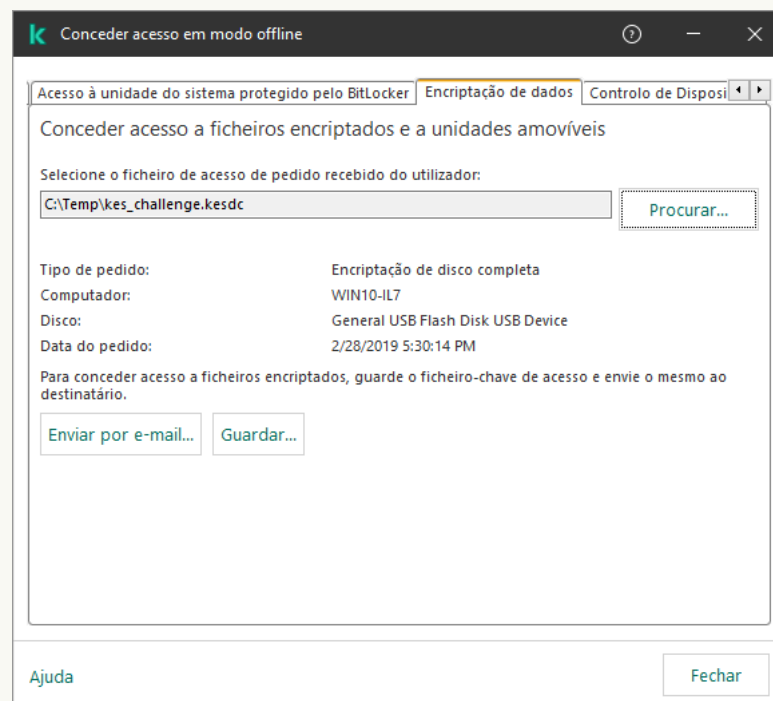 Conceder acesso em modo offline
Acesso à unidade do sistema protegido pelo BitLocker Encriptação de dados Controlo de Disposi
Conceder acesso a ficheiros encriptados e a unidades amovíveis
Selecione o ficheiro de acesso de pedido recebido do utilizador:
C:\Temp\kes_challenge.kesdc Procurar...
Tipo de pedido: Encriptação de disco completa
Computador: WIN10-IL7
Disco: General USB Flash Disk USB Device
Data do pedido: 2/28/2019 5:30:14 PM
Para conceder acesso a ficheiros encriptados, guarde o ficheiro-chave de acesso e envie o mesmo ao
destinatário.
Enviar por e-mail... Guardar...
Ajuda Fechar